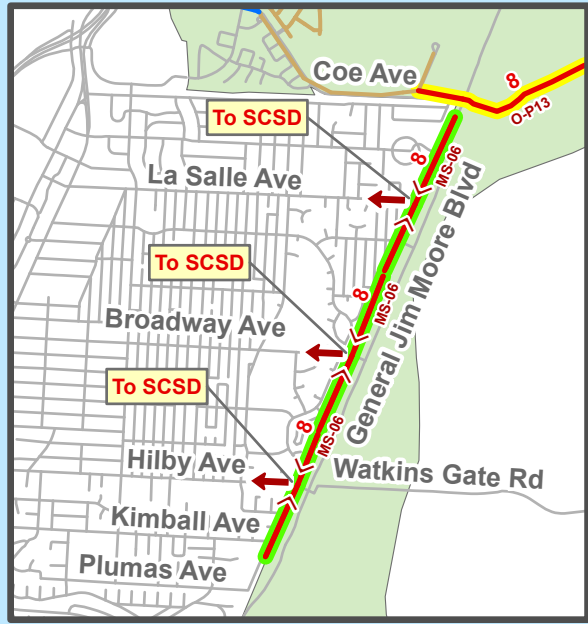 Coe Ave
8
O-P13
To SCSD
8
MS-06
La Salle Ave
General Jim Moore Blvd
To SCSD
8
MS-06
Broadway Ave
To SCSD
8
MS-06
Hilby Ave
Watkins Gate Rd
Kimball Ave
Plumas Ave